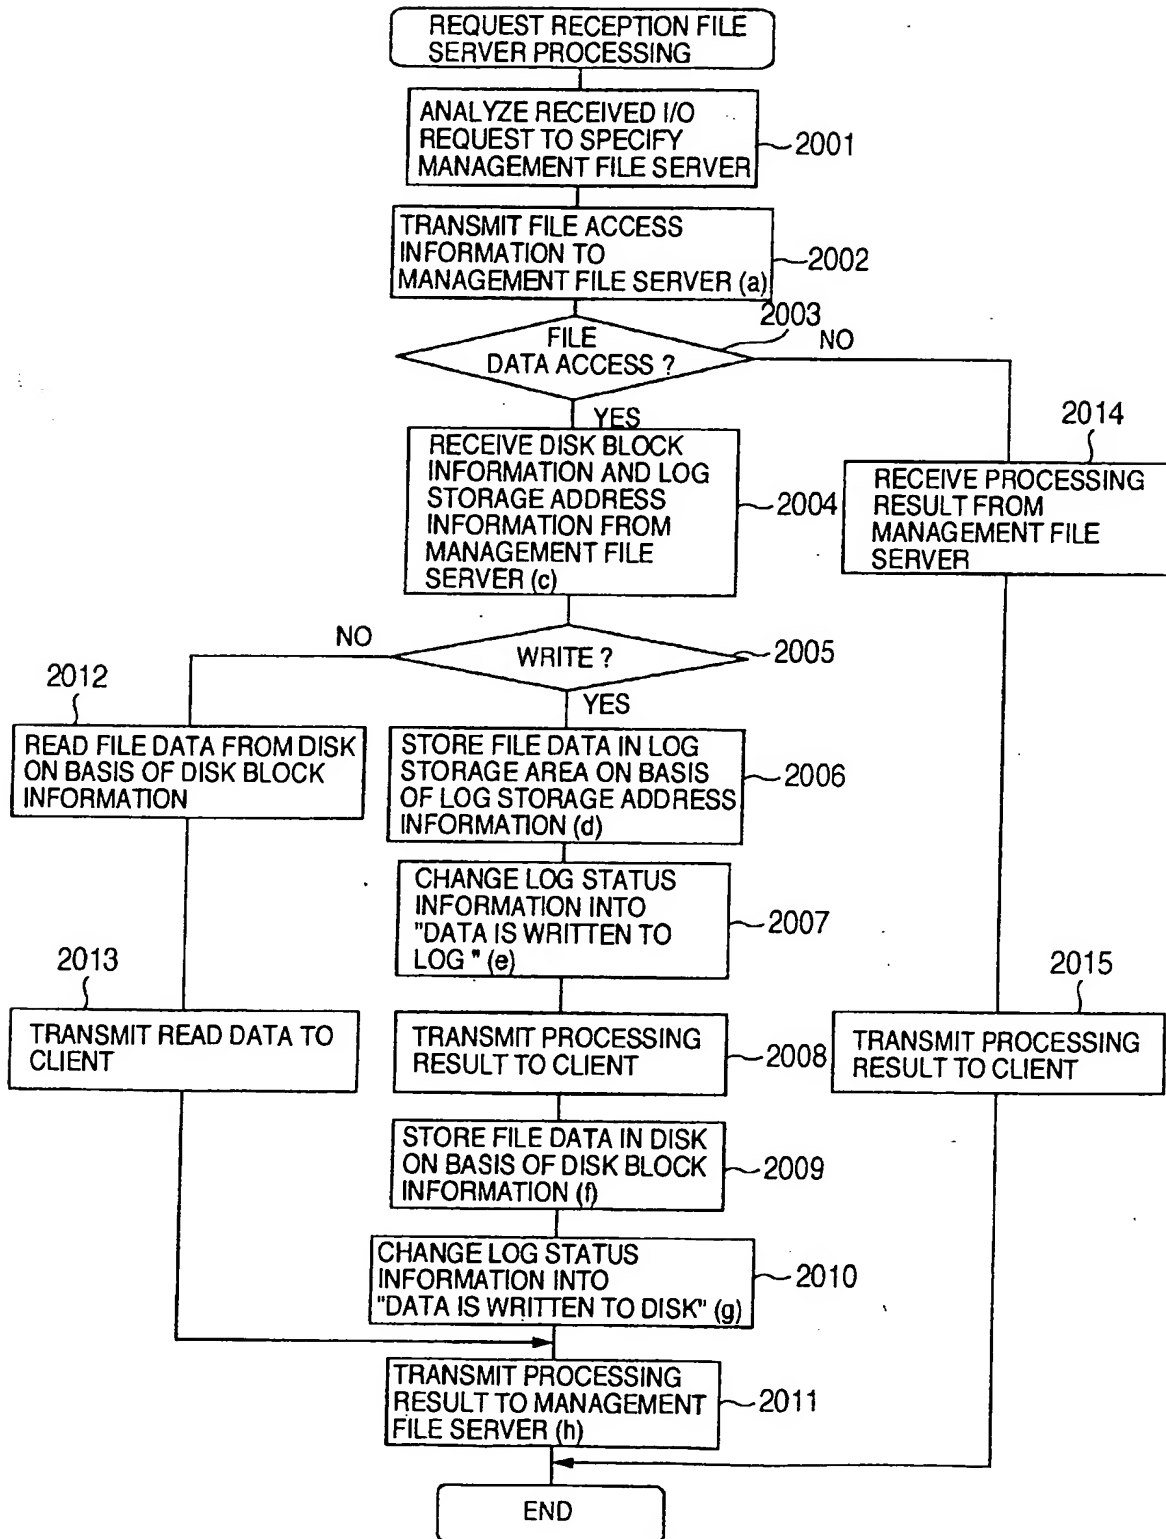 REQUEST RECEPTION FILE
SERVER PROCESSING
ANALYZE RECEIVED I/O
REQUEST TO SPECIFY
MANAGEMENT FILE SERVER
2001
TRANSMIT FILE ACCESS
INFORMATION TO
MANAGEMENT FILE SERVER (a)
2002
2003
FILE
DATA ACCESS ?
NO
YES
RECEIVE DISK BLOCK
INFORMATION AND LOG
STORAGE ADDRESS
INFORMATION FROM
MANAGEMENT FILE
SERVER (c)
2004
2014
RECEIVE PROCESSING
RESULT FROM
MANAGEMENT FILE
SERVER
NO
WRITE ?
2005
YES
2012
READ FILE DATA FROM DISK
ON BASIS OF DISK BLOCK
INFORMATION
STORE FILE DATA IN LOG
STORAGE AREA ON BASIS
OF LOG STORAGE ADDRESS
INFORMATION (d)
2006
CHANGE LOG STATUS
INFORMATION INTO
"DATA IS WRITTEN TO
LOG " (e)
2007
2013
TRANSMIT READ DATA TO
CLIENT
TRANSMIT PROCESSING
RESULT TO CLIENT
2008
2015
TRANSMIT PROCESSING
RESULT TO CLIENT
STORE FILE DATA IN DISK
ON BASIS OF DISK BLOCK
INFORMATION (f)
2009
CHANGE LOG STATUS
INFORMATION INTO
"DATA IS WRITTEN TO DISK" (g)
2010
TRANSMIT PROCESSING
RESULT TO MANAGEMENT
FILE SERVER (h)
2011
END